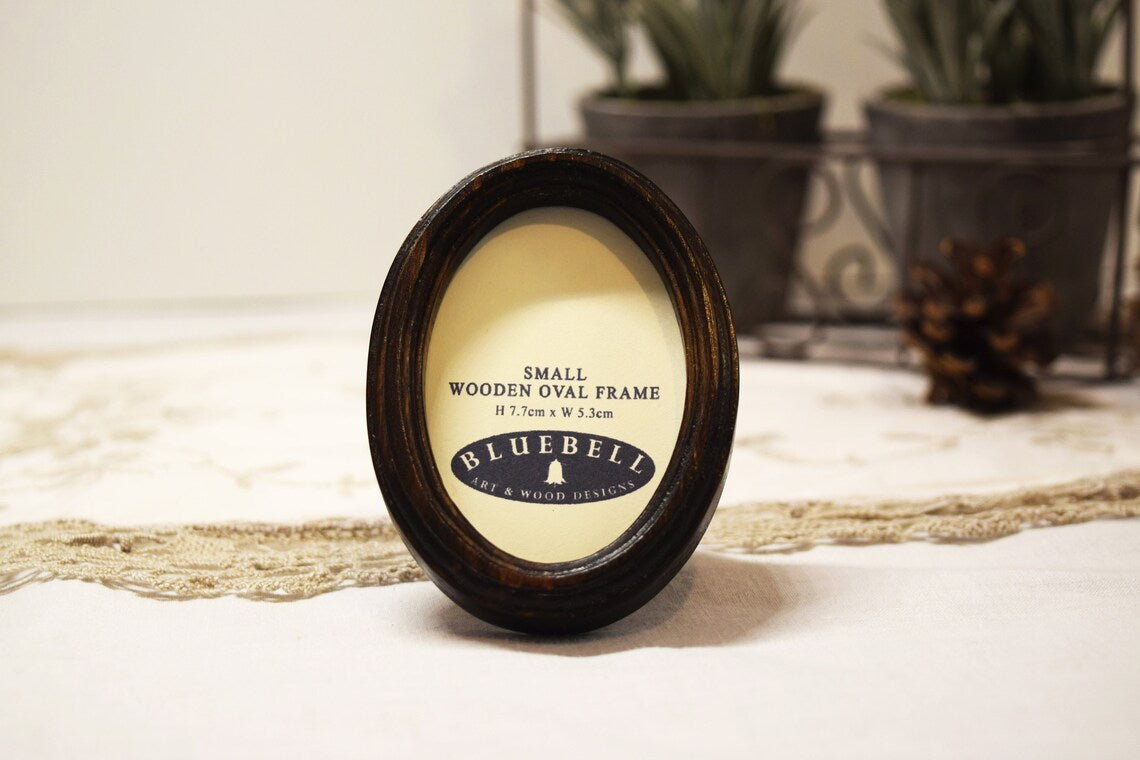 SMALL
WOODEN OVAL FRAME
H 7.7cm x W 5.3cm
BLUEBELL
ART & WOOD DESIGNS